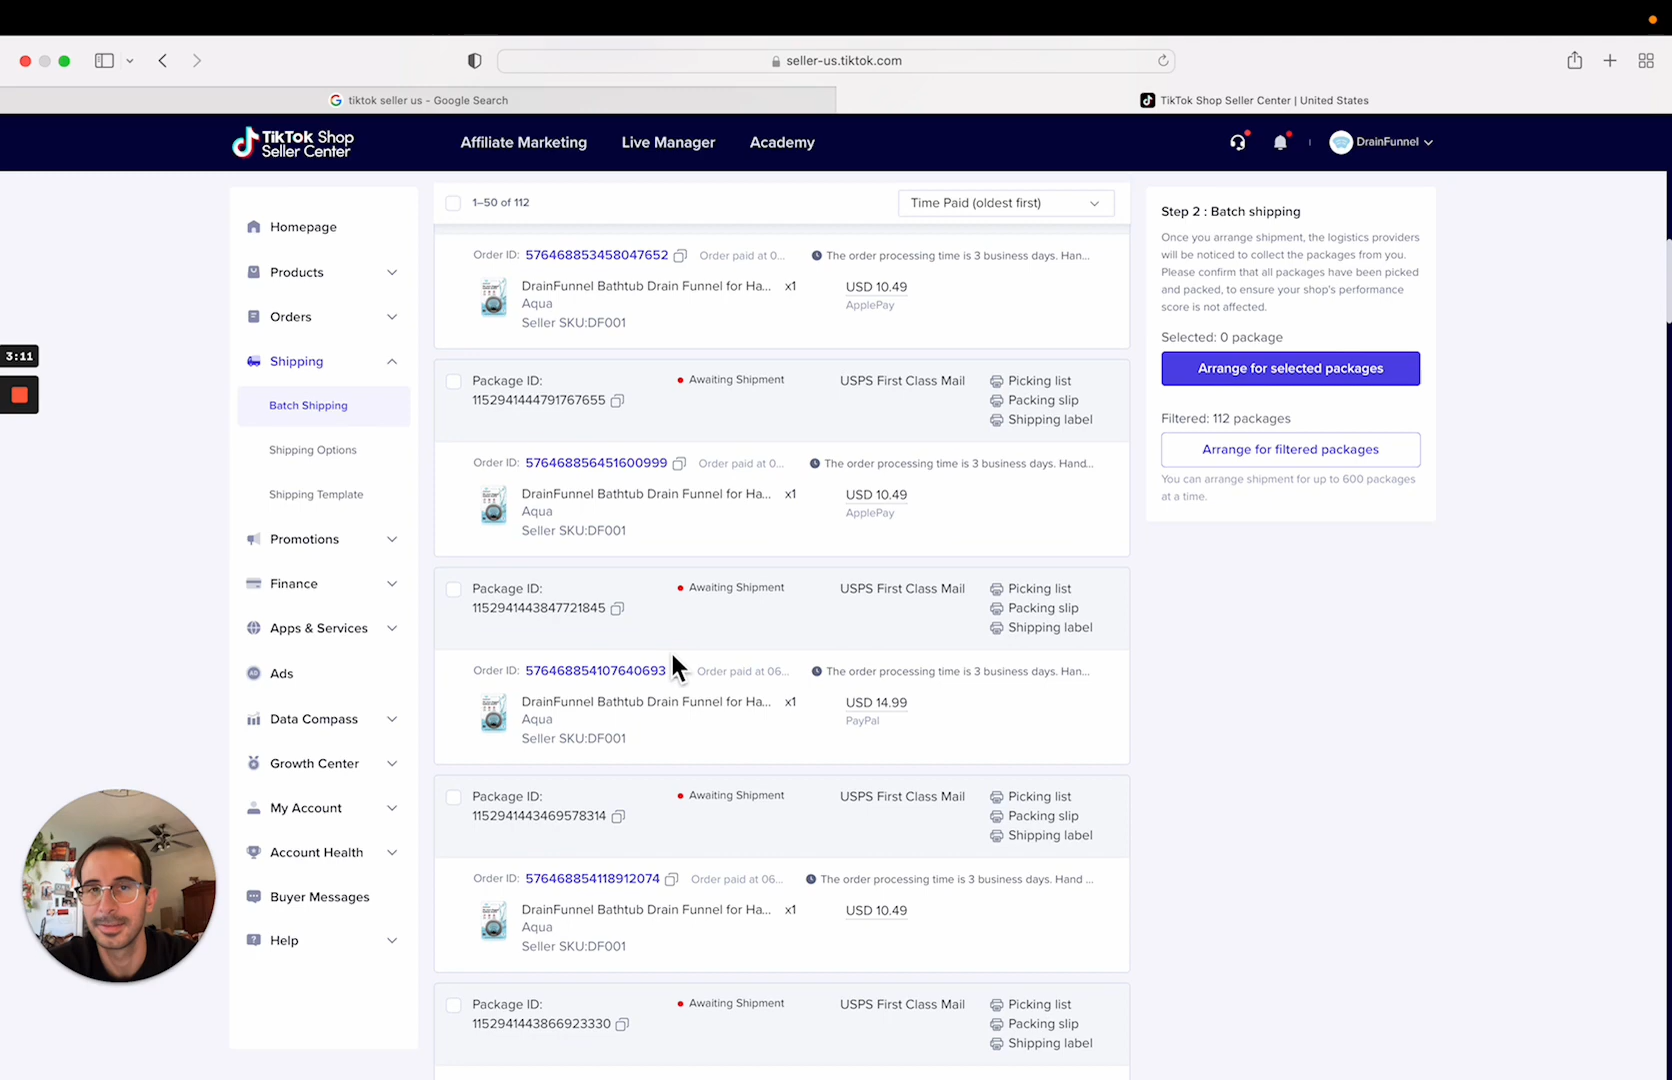 seller-us.tiktok.com
tiktok seller us - Google Search
TikTok Shop Seller Center | United States
TikTok Shop
Seller Center
Affiliate Marketing
Live Manager
Academy
DrainFunnel
3:11
Homepage
Products
Orders
Shipping
Batch Shipping
Shipping Options
Shipping Template
Promotions
Finance
Apps & Services
Ads
Data Compass
Growth Center
My Account
Account Health
Buyer Messages
Help
1–50 of 112
Time Paid (oldest first)
Order ID: 576468853458047652 Order paid at 0... The order processing time is 3 business days. Han...
DrainFunnel Bathtub Drain Funnel for Ha... x1 USD 10.49
Aqua ApplePay
Seller SKU:DF001
Package ID: Awaiting Shipment USPS First Class Mail Picking list
1152941444791767655 Packing slip
Shipping label
Order ID: 576468856451600999 Order paid at 0... The order processing time is 3 business days. Hand...
DrainFunnel Bathtub Drain Funnel for Ha... x1 USD 10.49
Aqua ApplePay
Seller SKU:DF001
Package ID: Awaiting Shipment USPS First Class Mail Picking list
1152941443847721845 Packing slip
Shipping label
Order ID: 576468854107640693 Order paid at 06... The order processing time is 3 business days. Han...
DrainFunnel Bathtub Drain Funnel for Ha... x1 USD 14.99
Aqua PayPal
Seller SKU:DF001
Package ID: Awaiting Shipment USPS First Class Mail Picking list
1152941443469578314 Packing slip
Shipping label
Order ID: 576468854118912074 Order paid at 06... The order processing time is 3 business days. Hand ...
DrainFunnel Bathtub Drain Funnel for Ha... x1 USD 10.49
Aqua
Seller SKU:DF001
Package ID: Awaiting Shipment USPS First Class Mail Picking list
1152941443866923330 Packing slip
Shipping label
Step 2 : Batch shipping
Once you arrange shipment, the logistics providers
will be noticed to collect the packages from you.
Please confirm that all packages have been picked
and packed, to ensure your shop's performance
score is not affected.
Selected: 0 package
Arrange for selected packages
Filtered: 112 packages
Arrange for filtered packages
You can arrange shipment for up to 600 packages
at a time.